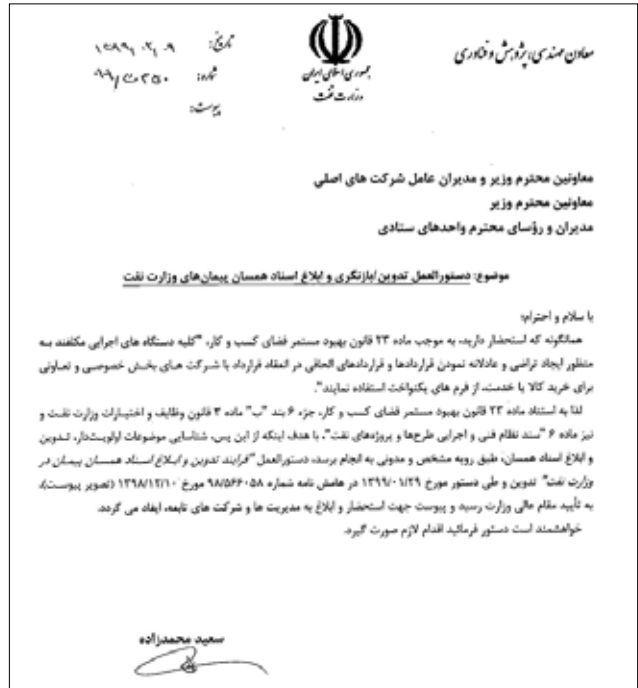 معاون مهندسی، پژوهش و فناوری
جمهوری اسلامی ایران
وزارت نفت
تاریخ: ۱۳۹۹،۲،۰۹
شماره:
پیوست:
معاونین محترم وزیر و مدیران عامل شرکت های اصلی
معاونین محترم وزیر
مدیران و رؤسای محترم واحدهای ستادی
موضوع: دستورالعمل تدوین/بازنگری و ابلاغ اسناد همسان پیمان‌های وزارت نفت
با سلام و احترام؛
همانگونه که استحضار دارید، به موجب ماده ۲۳ قانون بهبود مستمر فضای کسب و کار، "کلیه دستگاه های اجرایی مکلفند به
منظور ایجاد تراضی و عادلانه نمودن قراردادها و قراردادهای الحاقی در انعقاد قرارداد با شرکت های بخش خصوصی و تعاونی
برای خرید کالا یا خدمت، از فرم های یکنواخت استفاده نمایند".
لذا به استناد ماده ۲۳ قانون بهبود مستمر فضای کسب و کار، جزء ۶ بند "ب" ماده ۳ قانون وظایف و اختیارات وزارت نفت و
نیز ماده ۶ "سند نظام فنی و اجرایی طرح‌ها و پروژه‌های نفت"، با هدف اینکه از این پس، شناسایی موضوعات اولویت‌دار، تدوین
و ابلاغ اسناد همسان، طبق رویه مشخص و مدونی به انجام برسد، دستورالعمل "فرایند تدوین و ابلاغ اسناد همسان پیمان در
وزارت نفت" تدوین و طی دستور مورخ ۱۳۹۹/۰۱/۲۹ در هامش نامه شماره ۹۸/۵۶۶۰۵۸ مورخ ۱۳۹۸/۱۲/۱۰ (تصویر پیوست)،
به تأیید مقام عالی وزارت رسید و پیوست جهت استحضار و ابلاغ به مدیریت ها و شرکت های تابعه، ایفاد می گردد.
خواهشمند است دستور فرمائید اقدام لازم صورت گیرد.
سعید محمدزاده